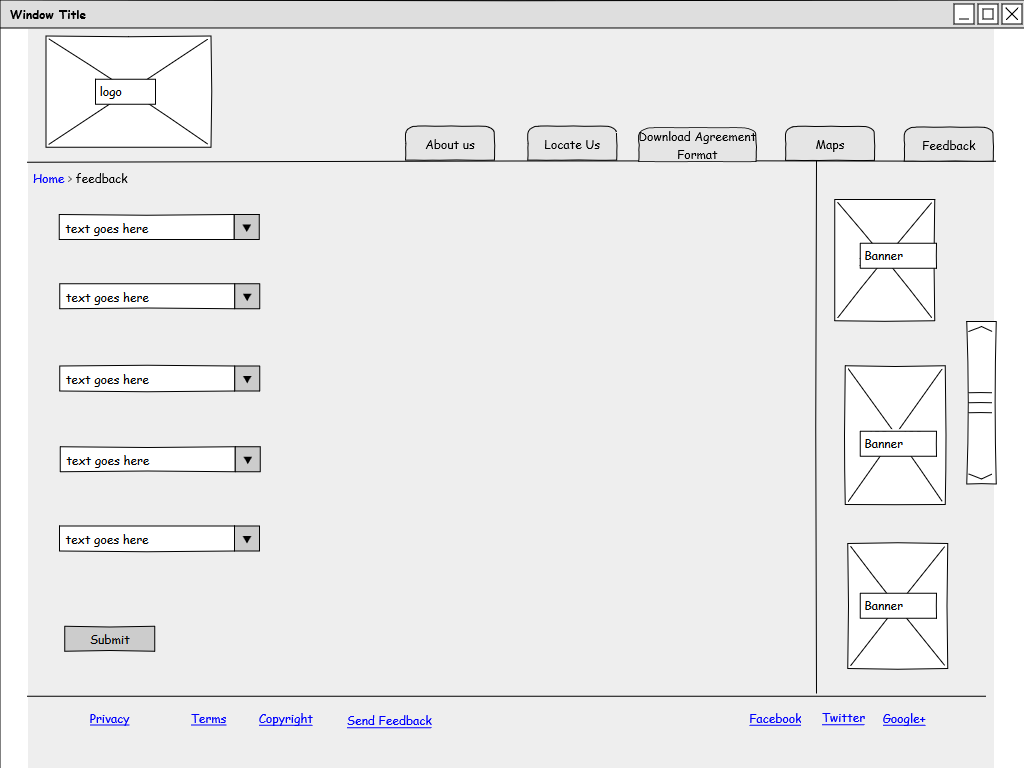 Window Title
logo
About us
Locate Us
Download Agreement
Format
Maps
Feedback
Home > feedback
text goes here
text goes here
text goes here
text goes here
text goes here
Submit
Banner
Banner
Banner
Privacy
Terms
Copyright
Send Feedback
Facebook
Twitter
Google+